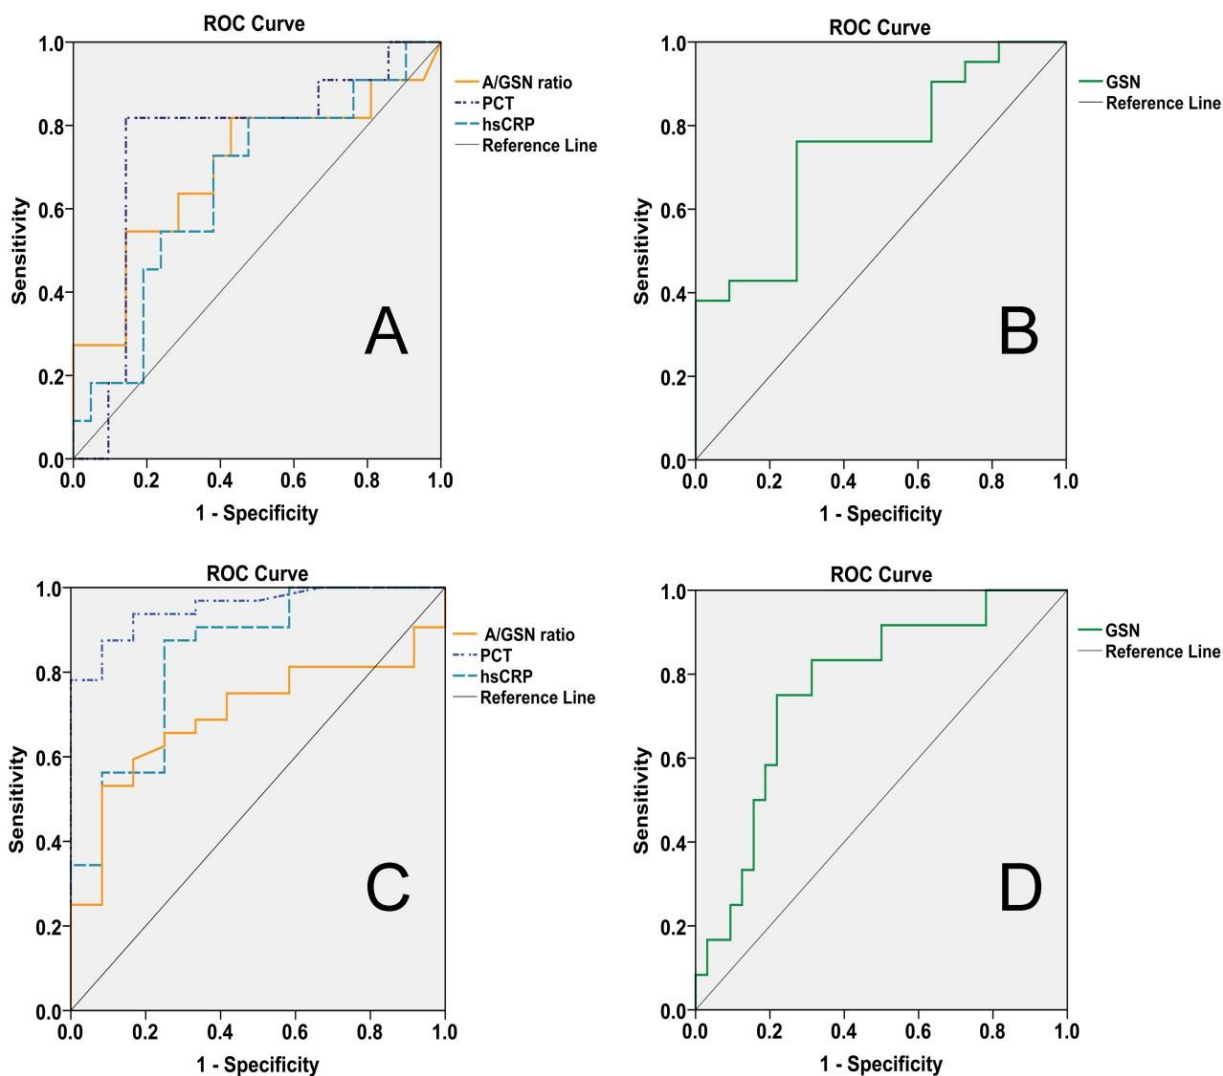 ROC Curve
1.0
0.8
0.6
0.4
0.2
0.0
Sensitivity
0.0 0.2 0.4 0.6 0.8 1.0
1 - Specificity
A/GSN ratio
PCT
hsCRP
Reference Line
A
ROC Curve
1.0
0.8
0.6
0.4
0.2
0.0
Sensitivity
0.0 0.2 0.4 0.6 0.8 1.0
1 - Specificity
GSN
Reference Line
B
ROC Curve
1.0
0.8
0.6
0.4
0.2
0.0
Sensitivity
0.0 0.2 0.4 0.6 0.8 1.0
1 - Specificity
A/GSN ratio
PCT
hsCRP
Reference Line
C
ROC Curve
1.0
0.8
0.6
0.4
0.2
0.0
Sensitivity
0.0 0.2 0.4 0.6 0.8 1.0
1 - Specificity
GSN
Reference Line
D